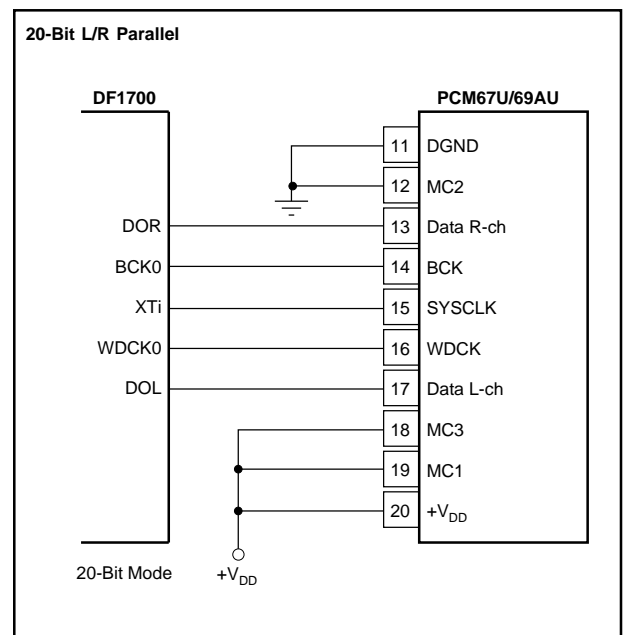 20-Bit L/R Parallel
DF1700 PCM67U/69AU
11 DGND
12 MC2
DOR 13 Data R-ch
BCK0 14 BCK
XTi 15 SYSCLK
WDCK0 16 WDCK
DOL 17 Data L-ch
18 MC3
19 MC1
20 +VDD
20-Bit Mode +VDD